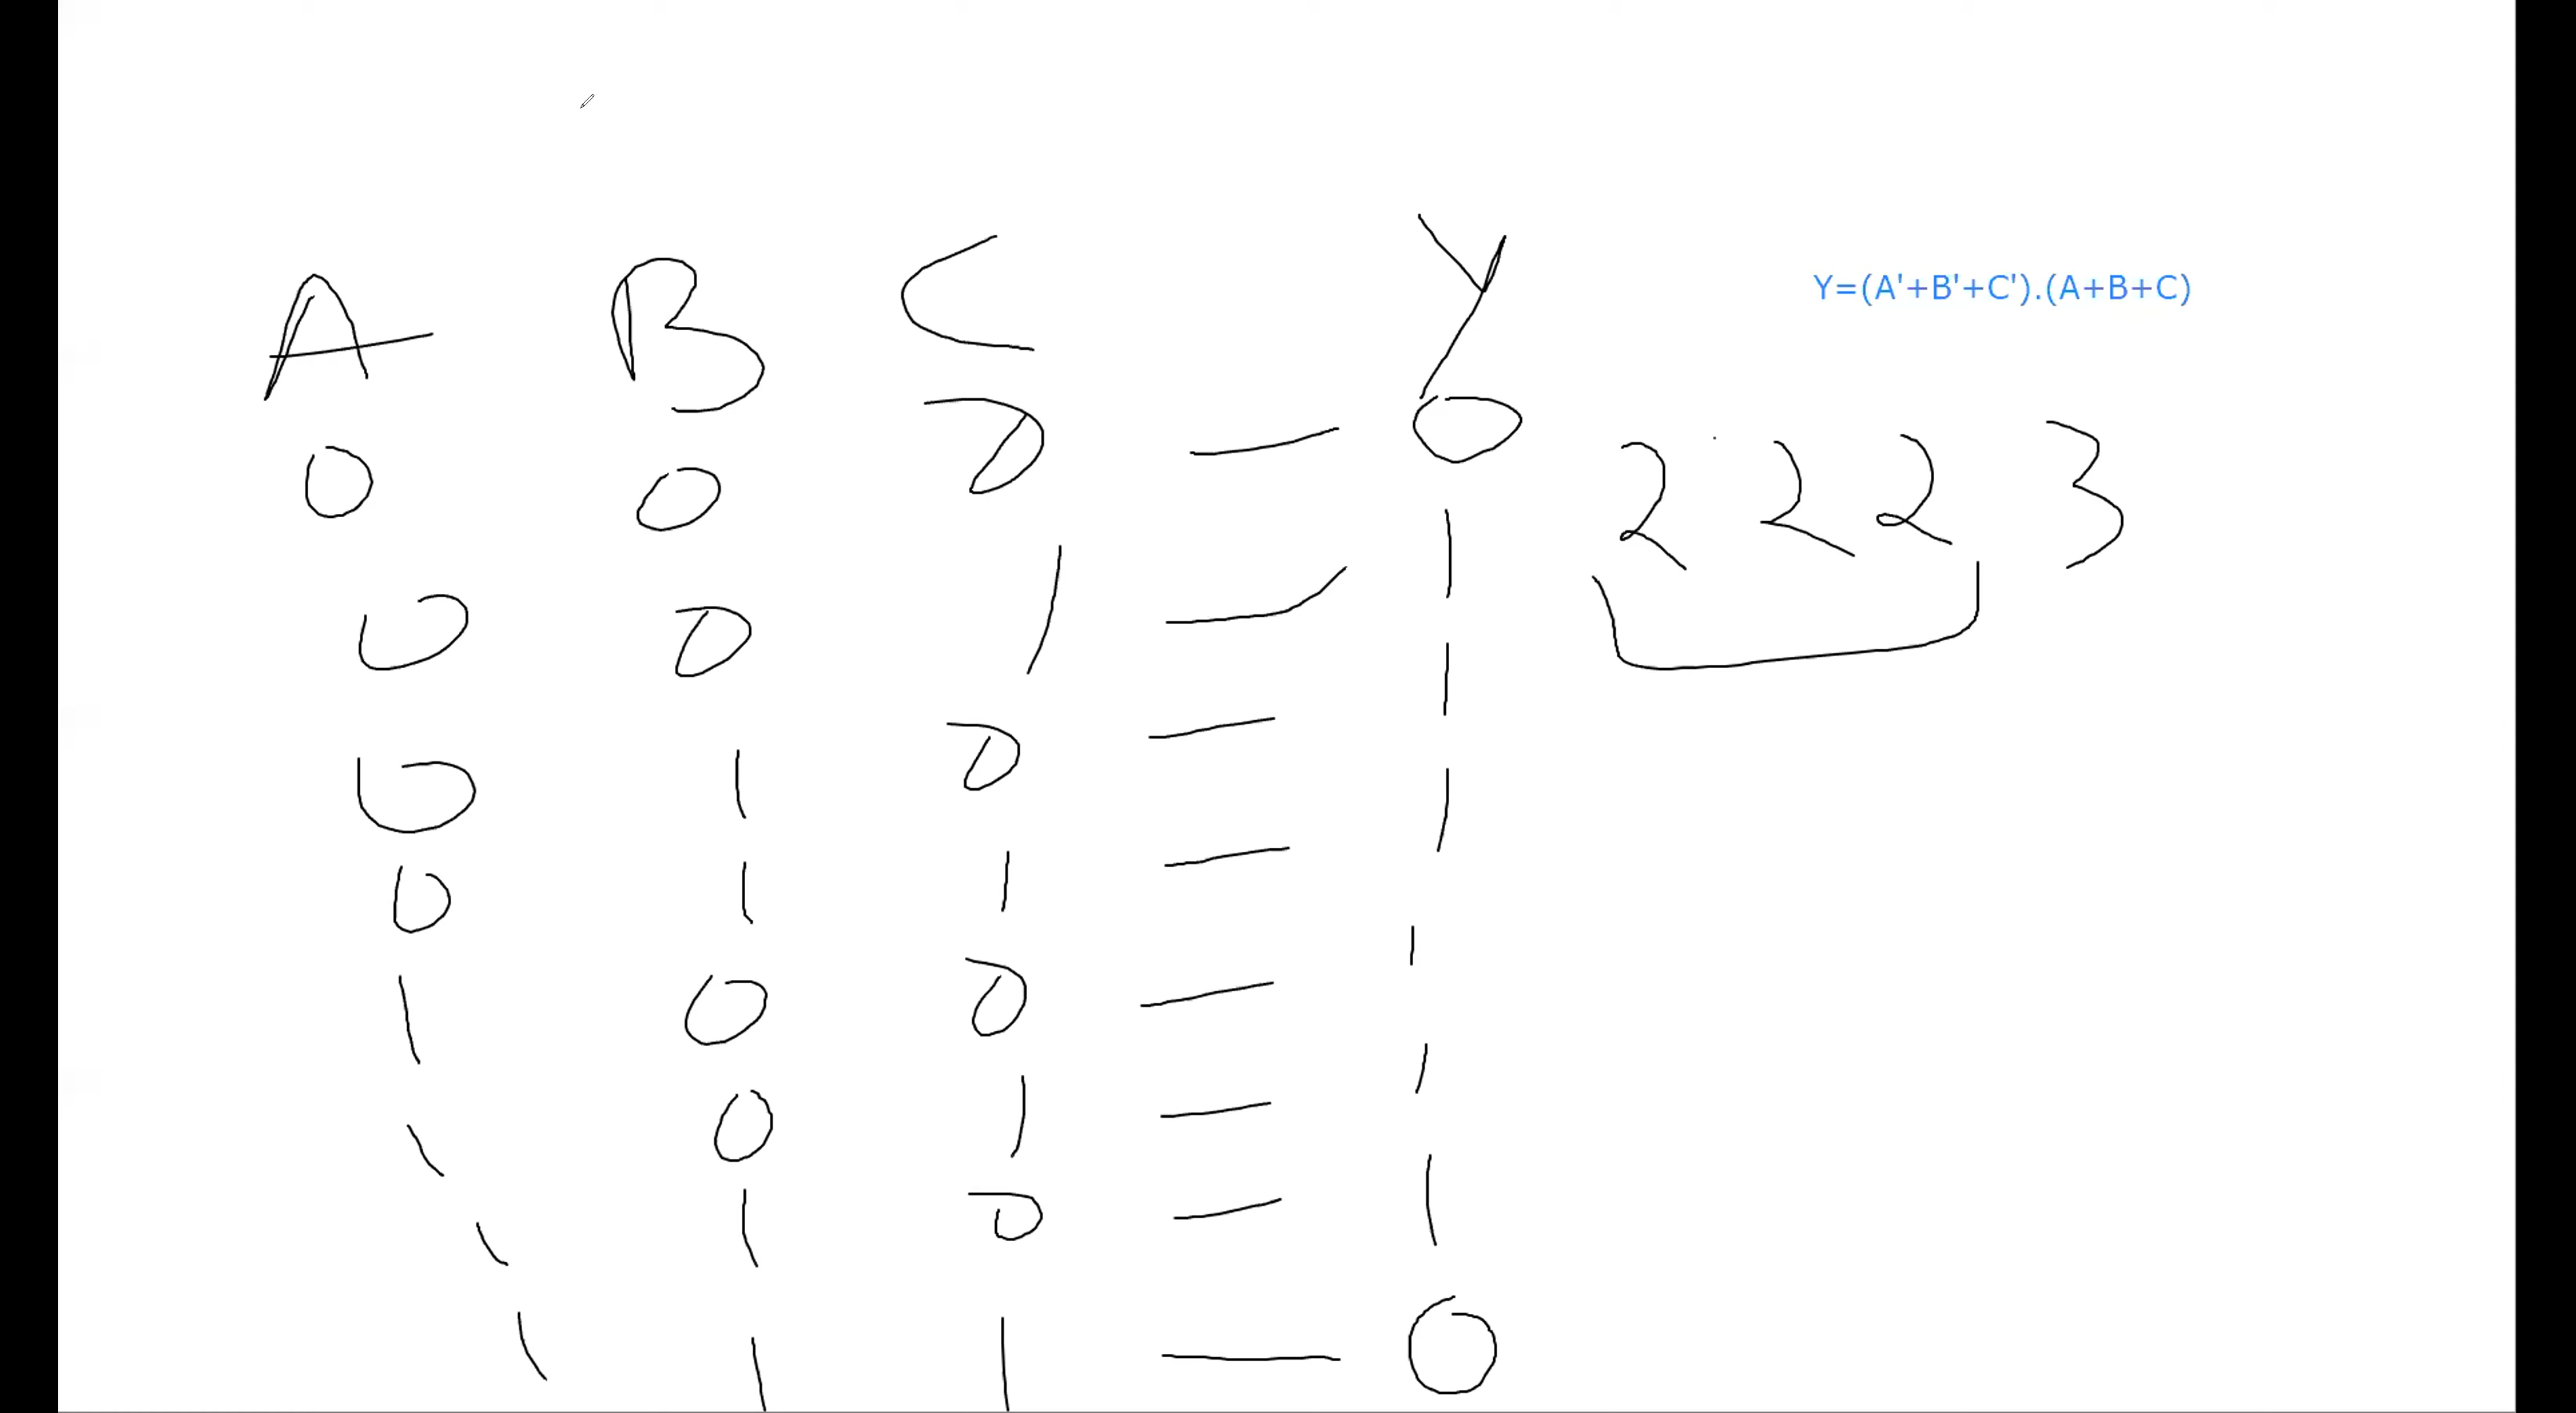 A B C Y
Y=(A'+B'+C').(A+B+C)
0 0 0 — 0
2 2 2 3
0 0 1 — 1
0 1 0 — 1
0 1 1 — 1
1 0 0 — 1
1 0 1 — 1
1 1 0 — 1
1 1 1 — 0